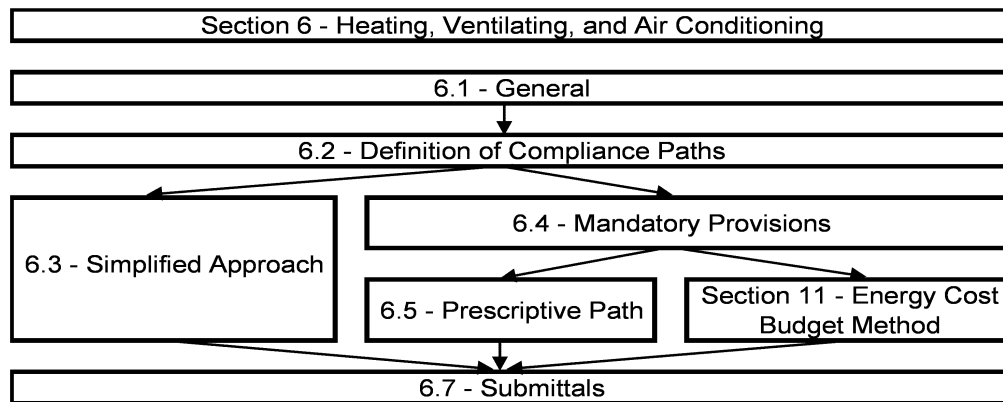 Section 6 - Heating, Ventilating, and Air Conditioning
6.1 - General
6.2 - Definition of Compliance Paths
6.3 - Simplified Approach
6.4 - Mandatory Provisions
6.5 - Prescriptive Path
Section 11 - Energy Cost
Budget Method
6.7 - Submittals